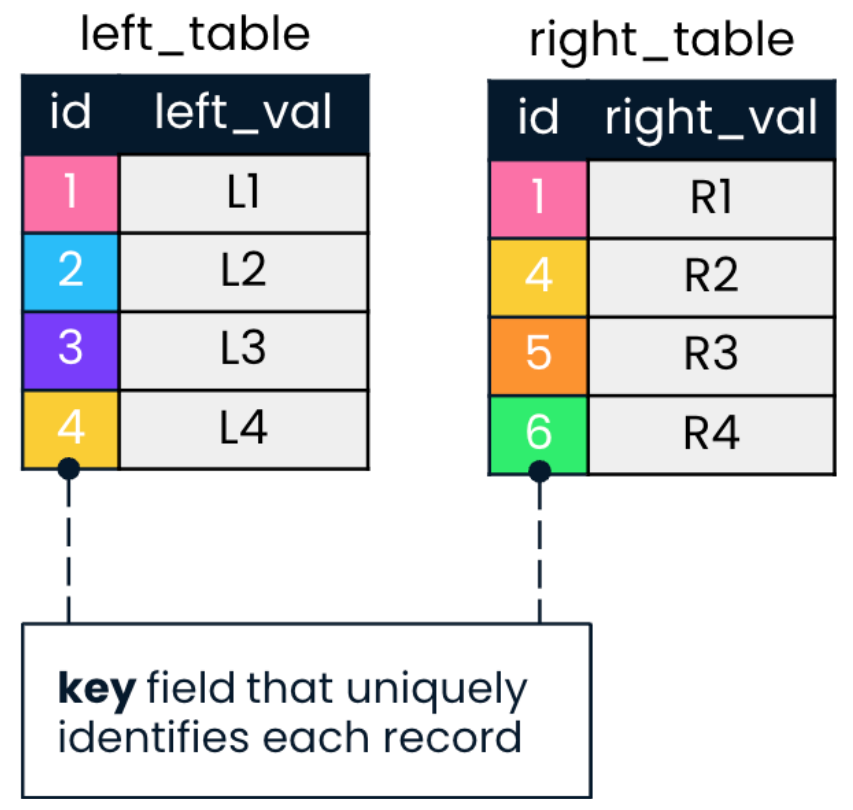 left_table
id left_val
1 L1
2 L2
3 L3
4 L4
right_table
id right_val
1 R1
4 R2
5 R3
6 R4
key field that uniquely
identifies each record